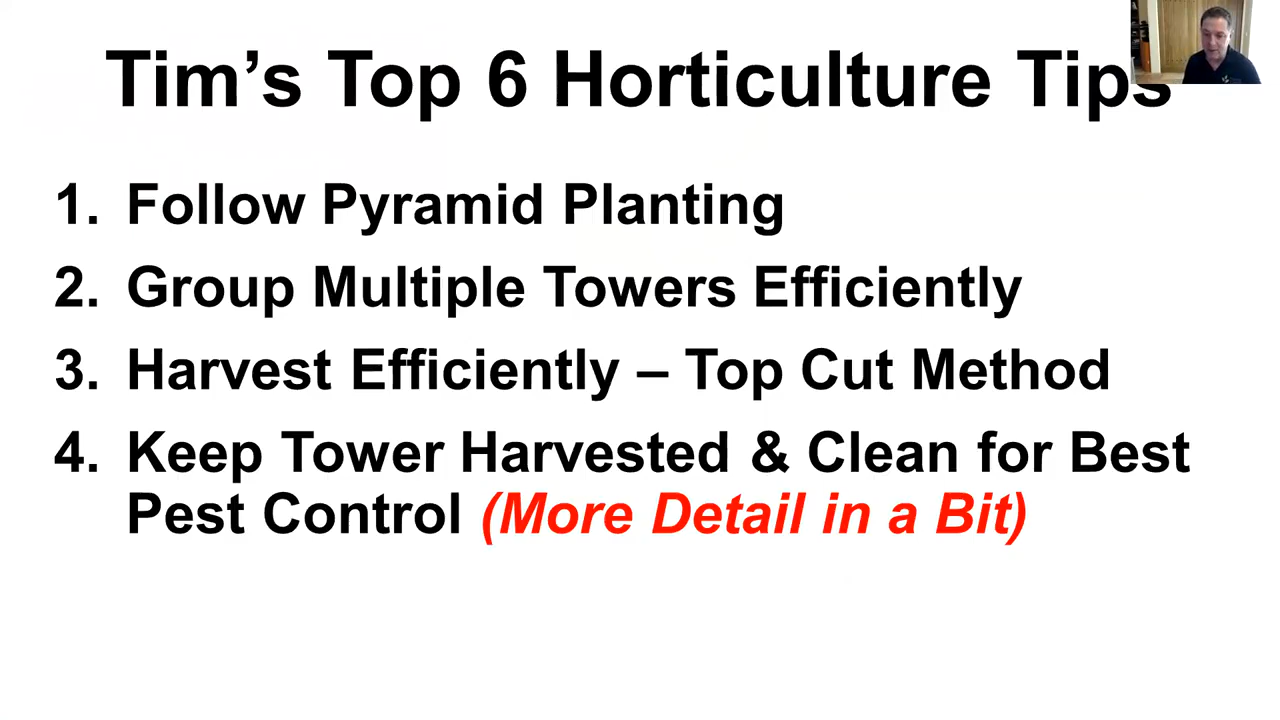 Tim’s Top 6 Horticulture Tips
1. Follow Pyramid Planting
2. Group Multiple Towers Efficiently
3. Harvest Efficiently – Top Cut Method
4. Keep Tower Harvested & Clean for Best
Pest Control (More Detail in a Bit)